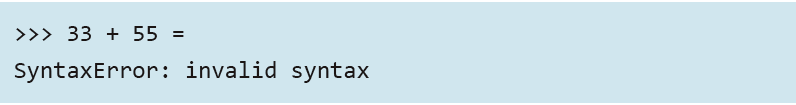 >>> 33 + 55 =
SyntaxError: invalid syntax